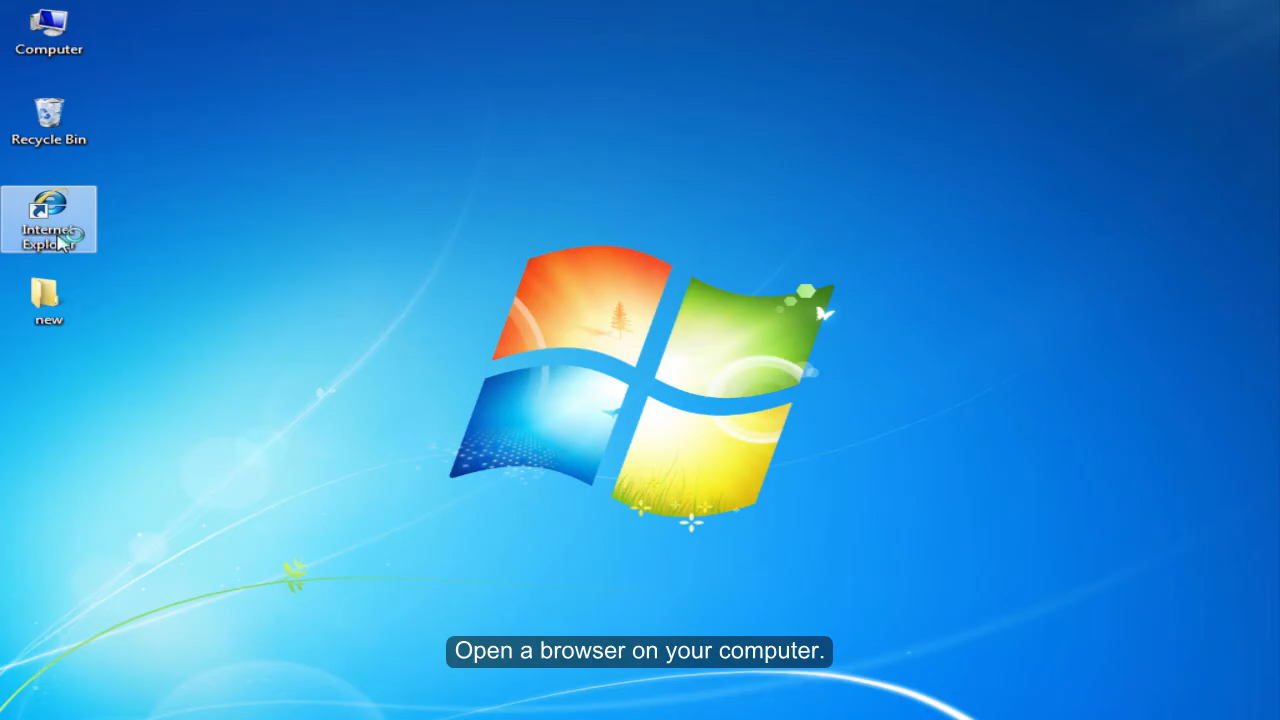 Computer
Recycle Bin
Internet
Explorer
new
Open a browser on your computer.